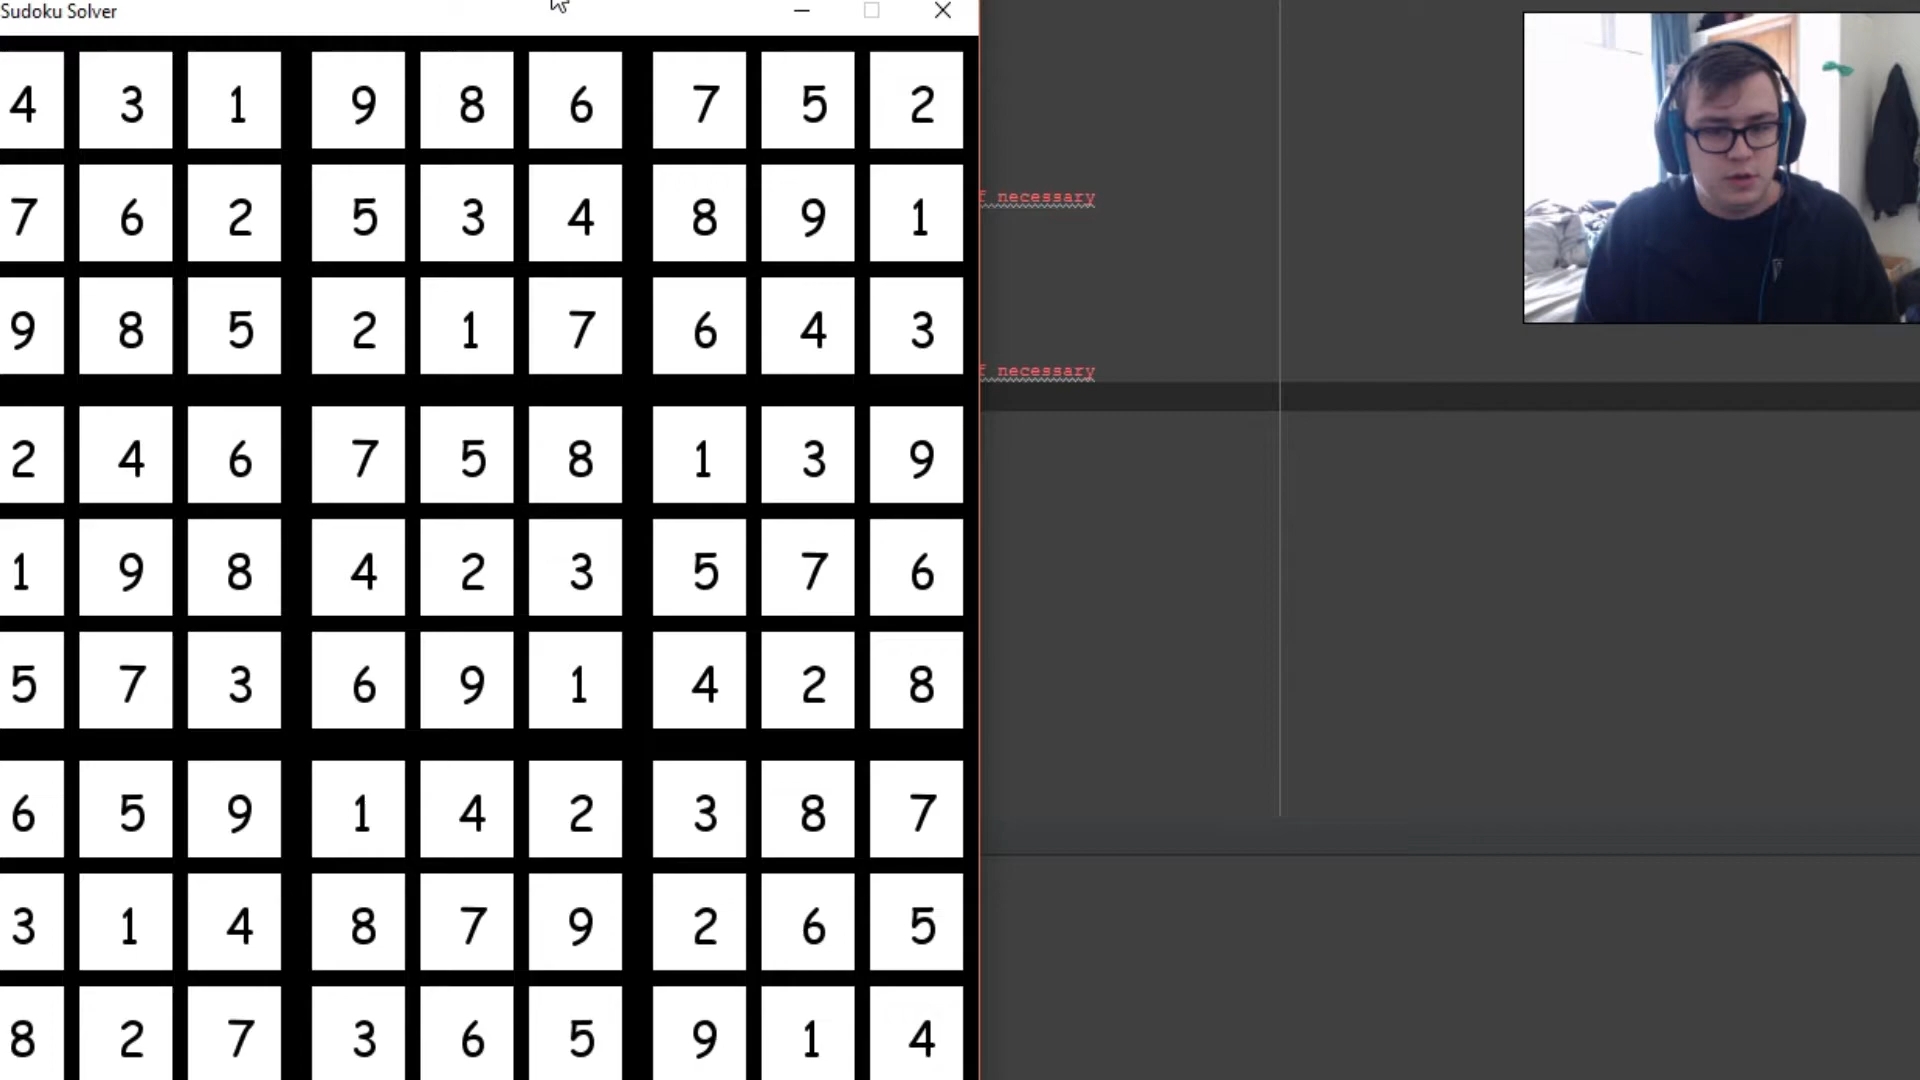 Sudoku Solver
4 3 1 9 8 6 7 5 2
7 6 2 5 3 4 8 9 1
necessary
9 8 5 2 1 7 6 4 3
necessary
2 4 6 7 5 8 1 3 9
1 9 8 4 2 3 5 7 6
5 7 3 6 9 1 4 2 8
6 5 9 1 4 2 3 8 7
3 1 4 8 7 9 2 6 5
8 2 7 3 6 5 9 1 4